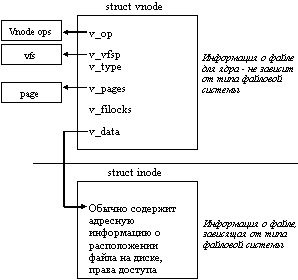 struct vnode
Vnode ops
v_op
vfs
v_vfsp
v_type
page
v_pages
v_filocks
v_data
Информация о файле
для ядра - не зависит
от типа файловой
системы
struct inode
Обычно содержит
адресную
информацию о
расположении
файла на диске,
права доступа
Информация о файле,
зависящая от типа
файловой системы